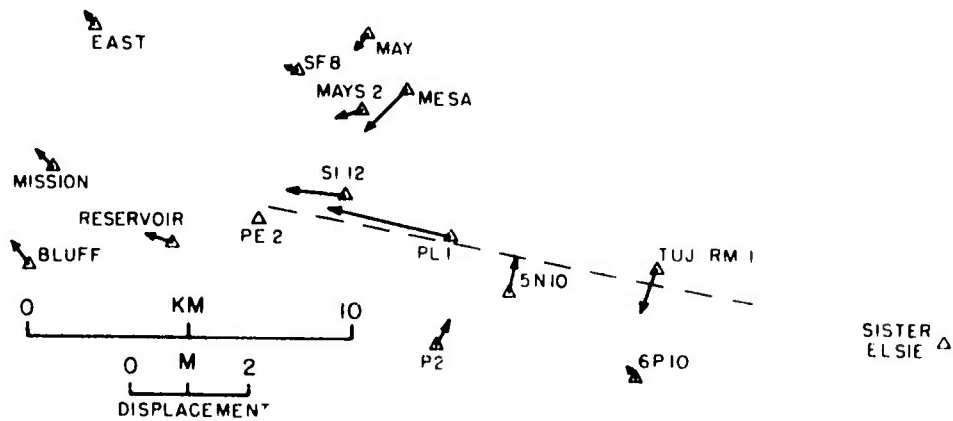 EAST
MAY
SF8
MAYS 2
MESA
MISSION
S1 12
RESERVOIR
PE 2
BLUFF
PL 1
TUJ RM 1
5N10
0 KM 10
P2
6P10
SISTER
ELSIE
0 M 2
DISPLACEMENT